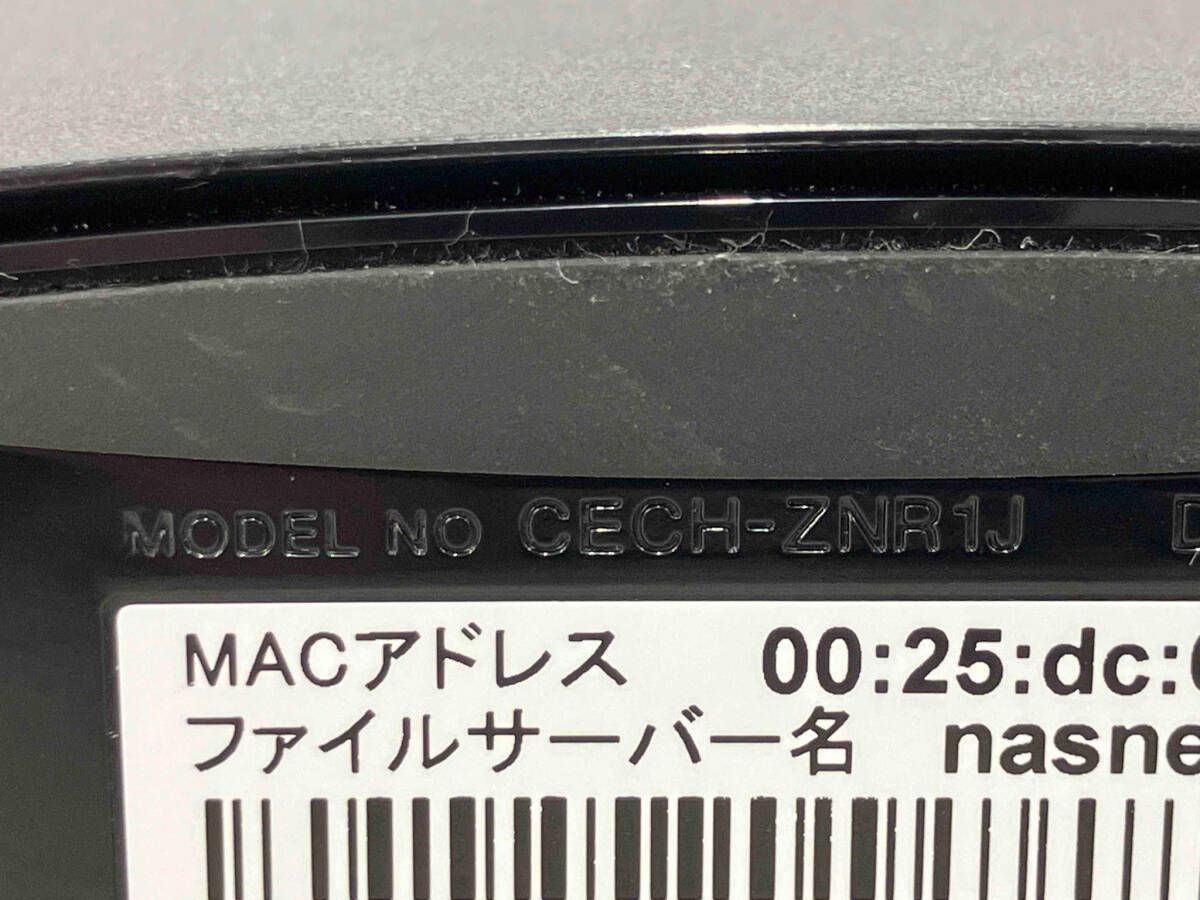 MODEL NO CECH-ZNR1J D
MACアドレス 00:25:dc:
ファイルサーバー名 nasne